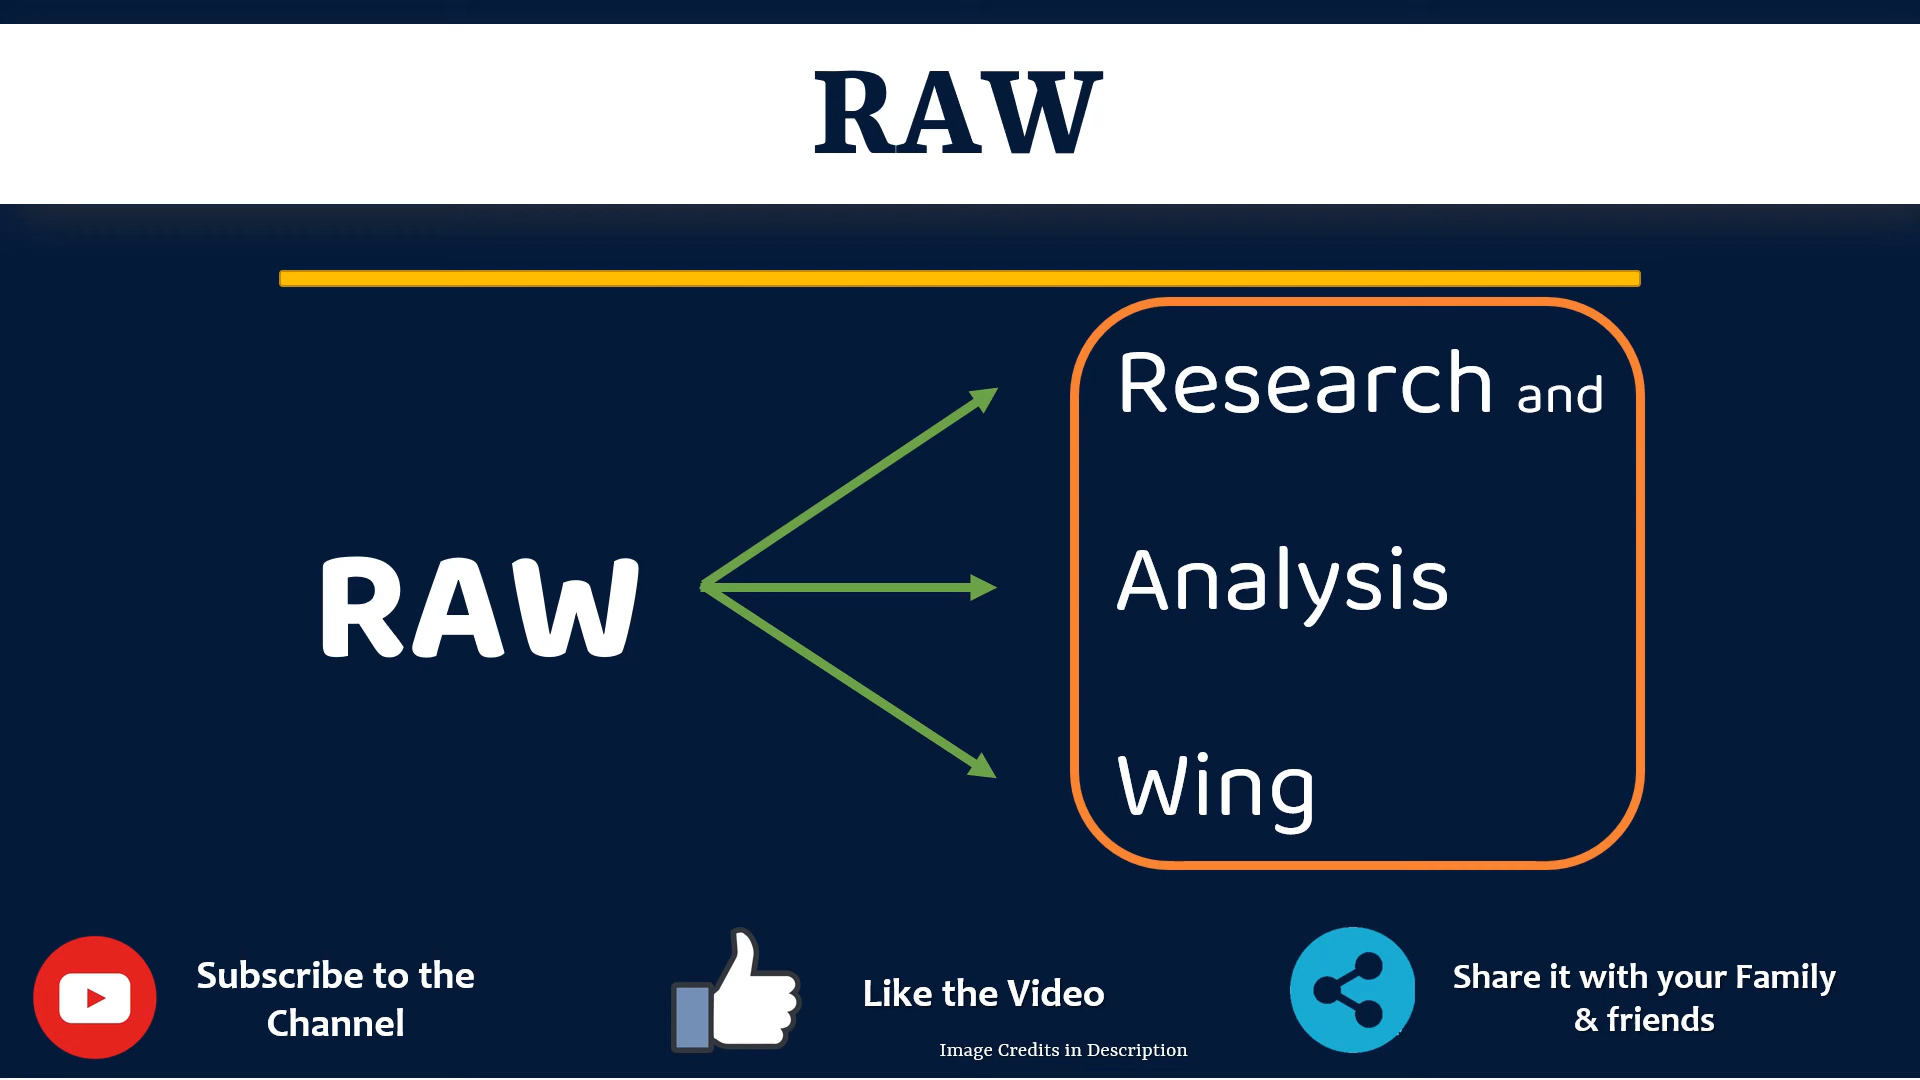 RAW
RAW
Research and
Analysis
Wing
Subscribe to the
Channel
Like the Video
Share it with your Family
& friends
Image Credits in Description